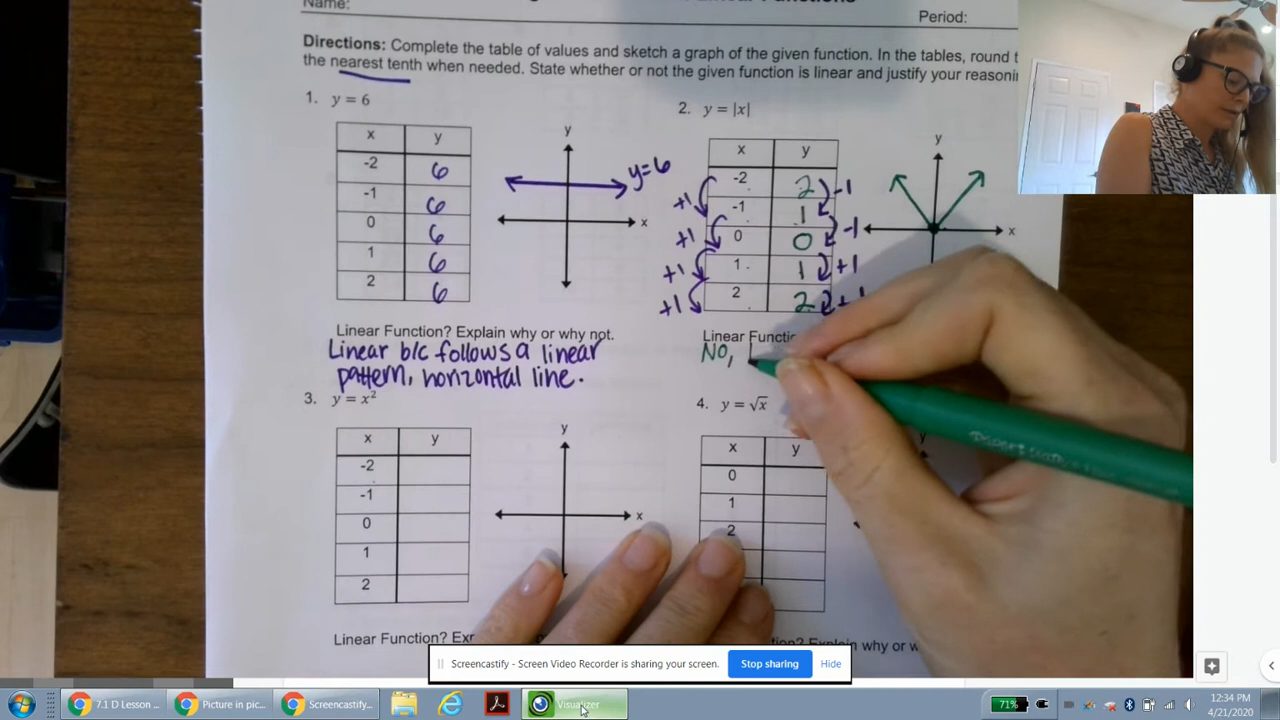 Name:
Linear Functions
Period:
Directions: Complete the table of values and sketch a graph of the given function. In the tables, round
the nearest tenth when needed. State whether or not the given function is linear and justify your
1. y = 6
x y
-2 6
-1 6
0 6
1 6
2 6
y
x
y=6
Linear Function? Explain why or why not.
Linear b/c follows a linear
pattern, horizontal line.
2. y = |x|
x y
-2 2
-1 1
0 0
1 1
2 2
+1
+1
+1
+1
-1
-1
+1
y
x
Linear
NO,
3. y = x²
x y
-2
-1
0
1
2
y
x
Linear Function?
4. y = √x
x y
0
1
2
Explain why or
Screencastify - Screen Video Recorder is sharing your screen.
Stop sharing
Hide
7.1 D Lesson ...
Picture in pic...
Screencastify...
Visualizer
71%
12:34 PM
4/21/2020